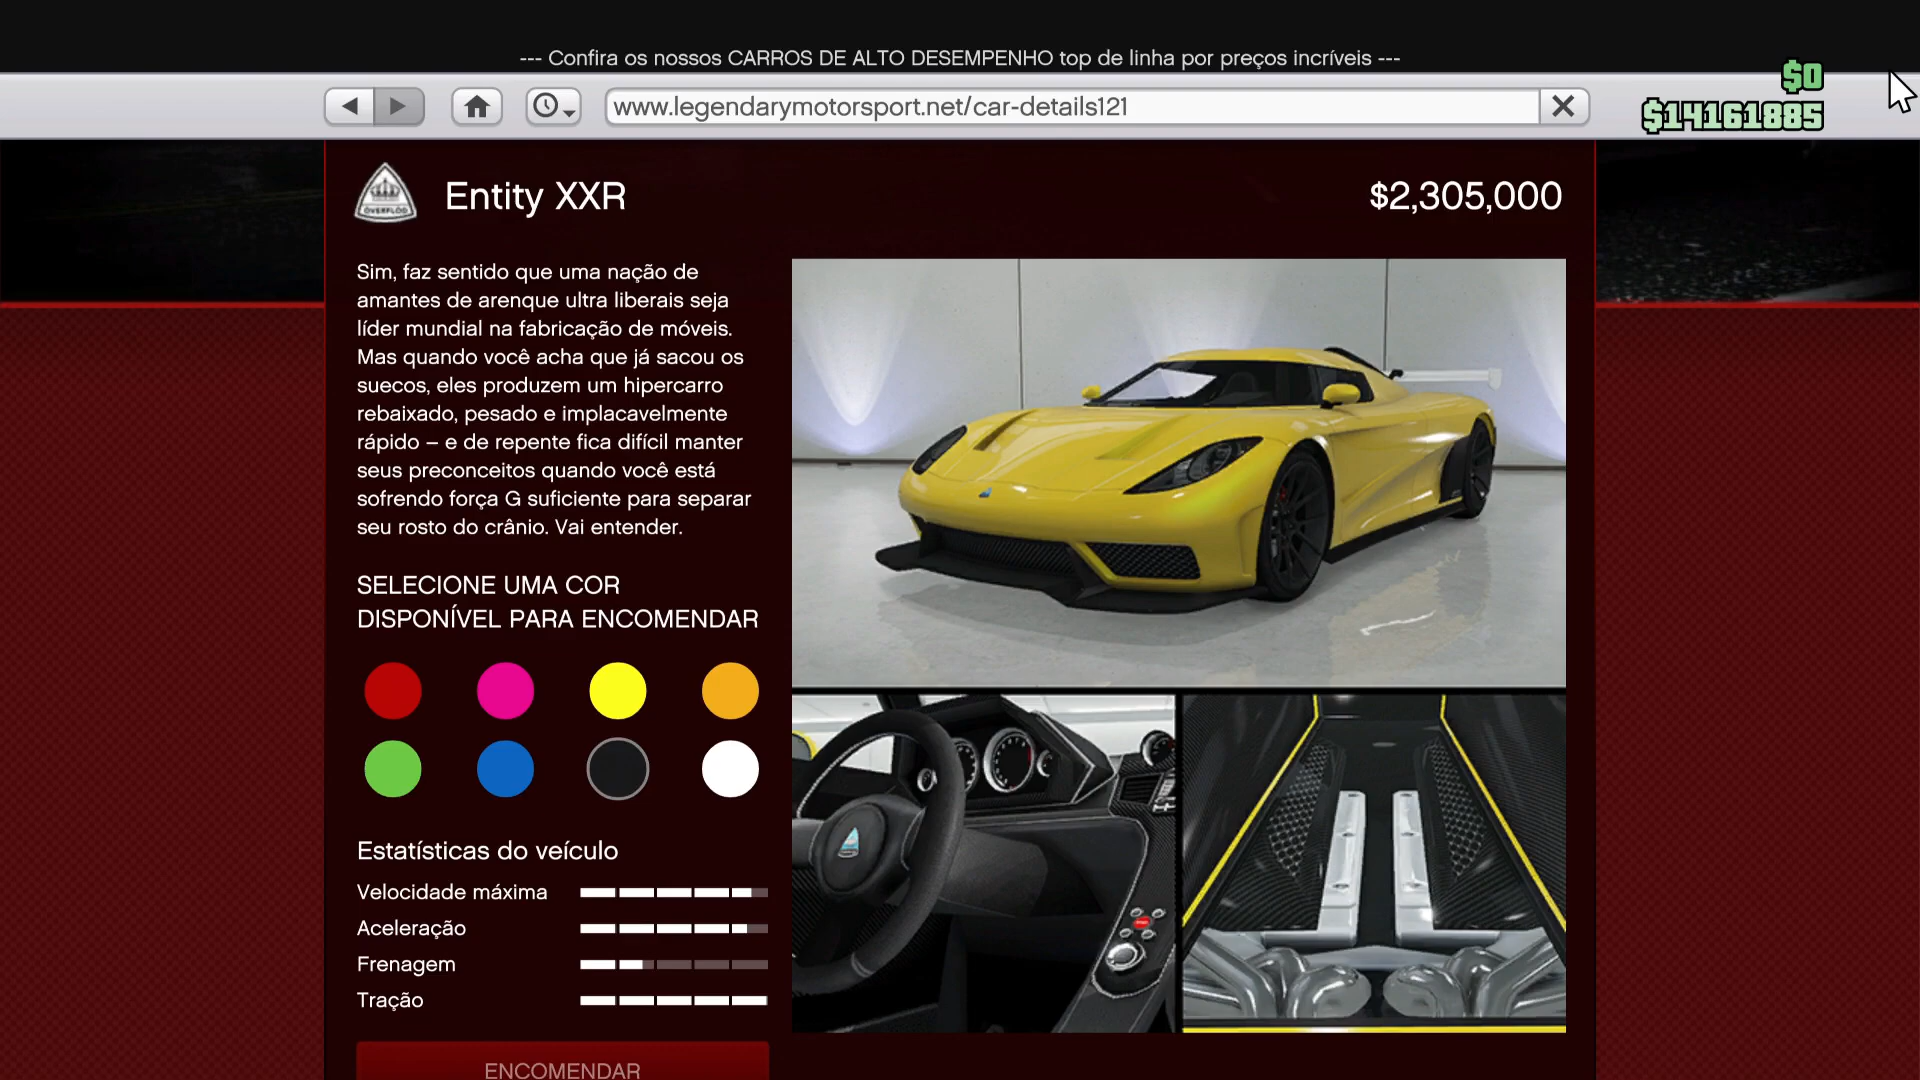 --- Confira os nossos CARROS DE ALTO DESEMPENHO top de linha por preços incríveis ---
www.legendarymotorsport.net/car-details121
$0
$14161885
ÖVERFLÖD
Entity XXR
$2,305,000
Sim, faz sentido que uma nação de
amantes de arenque ultra liberais seja
líder mundial na fabricação de móveis.
Mas quando você acha que já sacou os
suecos, eles produzem um hipercarro
rebaixado, pesado e implacavelmente
rápido – e de repente fica difícil manter
seus preconceitos quando você está
sofrendo força G suficiente para separar
seu rosto do crânio. Vai entender.
SELECIONE UMA COR
DISPONÍVEL PARA ENCOMENDAR
Estatísticas do veículo
Velocidade máxima
Aceleração
Frenagem
Tração
ENCOMENDAR